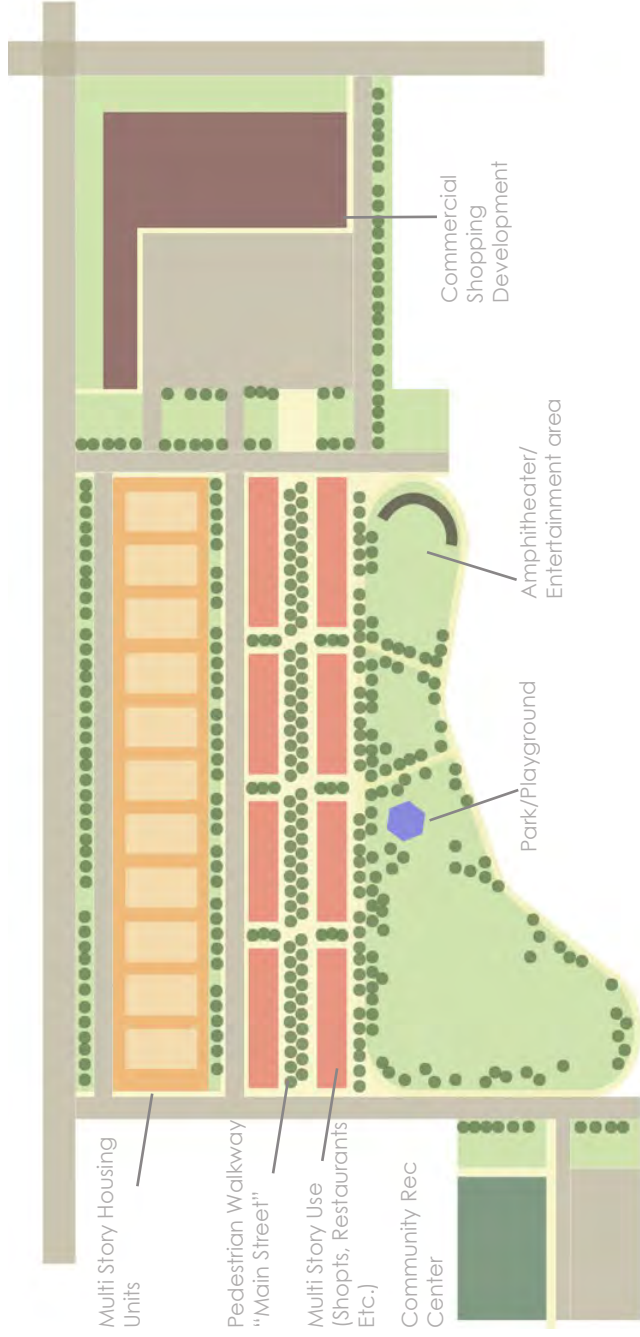 Commercial
Shopping
Development
Amphitheater/
Entertainment area
Park/Playground
Multi Story Housing
Units
Pedestrian Walkway
"Main Street"
Multi Story Use
(Shopts, Restaurants
Etc.)
Community Rec
Center